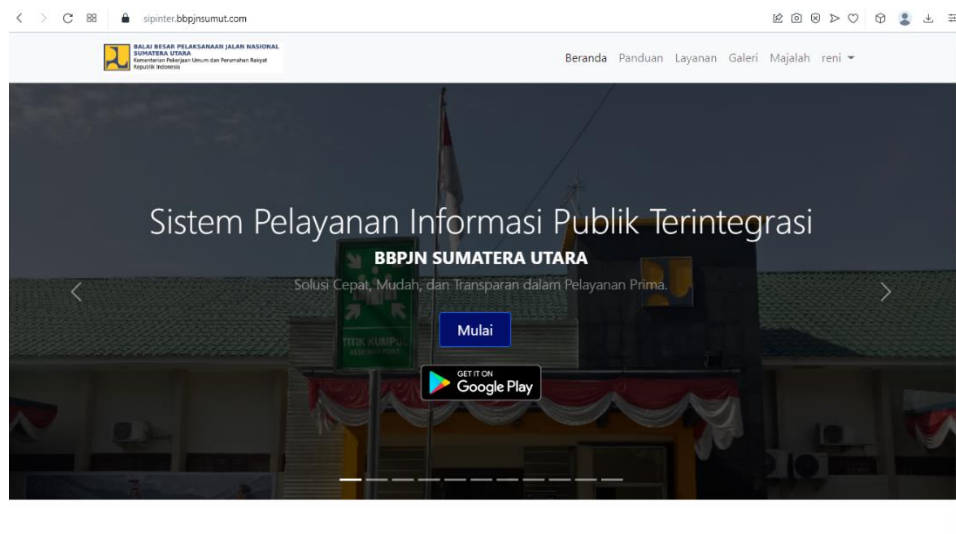 sipinter.bbpjnsumut.com
BALAI BESAR PELAKSANAAN JALAN NASIONAL
SUMATERA UTARA
Kementerian Pekerjaan Umum dan Perumahan Rakyat
Republik Indonesia
Beranda Panduan Layanan Galeri Majalah reni
Sistem Pelayanan Informasi Publik Terintegrasi
BBPJN SUMATERA UTARA
Solusi Cepat, Mudah, dan Transparan dalam Pelayanan Prima.
Mulai
TITIK KUMPUL
GET IT ON
Google Play